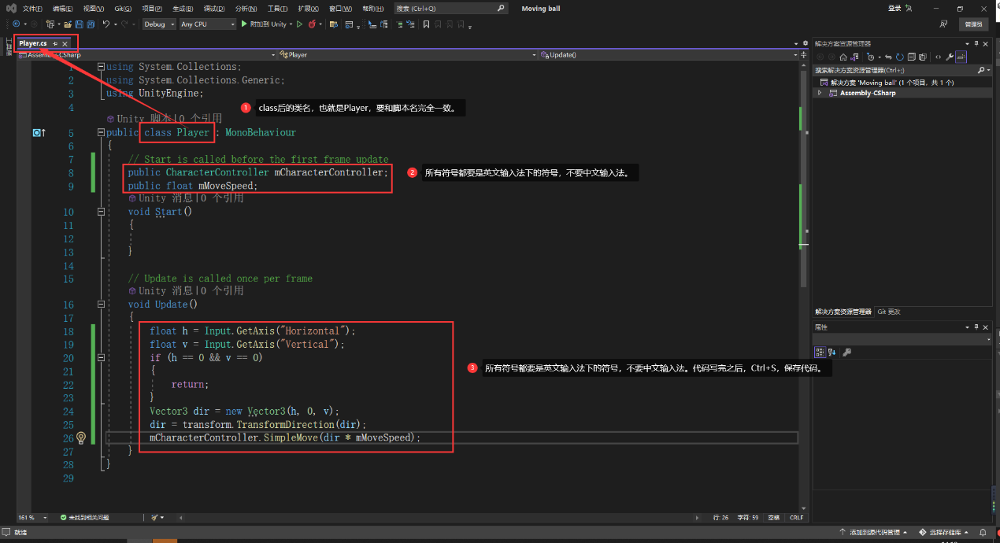 文件(F) 编辑(E) 视图(V) Git(G) 项目(P) 生成(B) 调试(D) 分析(N) 工具(T) 扩展(X) 窗口(W) 帮助(H) 搜索 (Ctrl+Q) Moving ball 登录
Debug Any CPU 附加到 Unity 管理员
Player.cs
Assembly-CSharp Player Update()
1 using System.Collections;
2 using System.Collections.Generic;
3 using UnityEngine;
4
1 class后的类名，也就是Player，要和脚本名完全一致。
Unity 脚本|0 个引用
5 public class Player : MonoBehaviour
6 {
7 // Start is called before the first frame update
8 public CharacterController mCharacterController;
9 public float mMoveSpeed;
2 所有符号都要是英文输入法下的符号，不要中文输入法。
Unity 消息|0 个引用
10 void Start()
11 {
12
13 }
14
15 // Update is called once per frame
Unity 消息|0 个引用
16 void Update()
17 {
18 float h = Input.GetAxis("Horizontal");
19 float v = Input.GetAxis("Vertical");
20 if (h == 0 && v == 0)
21 {
22 return;
23 }
24 Vector3 dir = new Vector3(h, 0, v);
25 dir = transform.TransformDirection(dir);
26 mCharacterController.SimpleMove(dir * mMoveSpeed);
27 }
28 }
29
3 所有符号都要是英文输入法下的符号，不要中文输入法。代码写完之后，Ctrl+S，保存代码。
解决方案资源管理器
搜索解决方案资源管理器(Ctrl+;)
解决方案 'Moving ball' (1 个项目，共 1 个)
Assembly-CSharp
解决方案资源管理器 Git 更改
属性
161 % 未找到相关问题 行: 26 字符: 59 空格 CRLF
就绪 添加到源代码管理 选择存储库